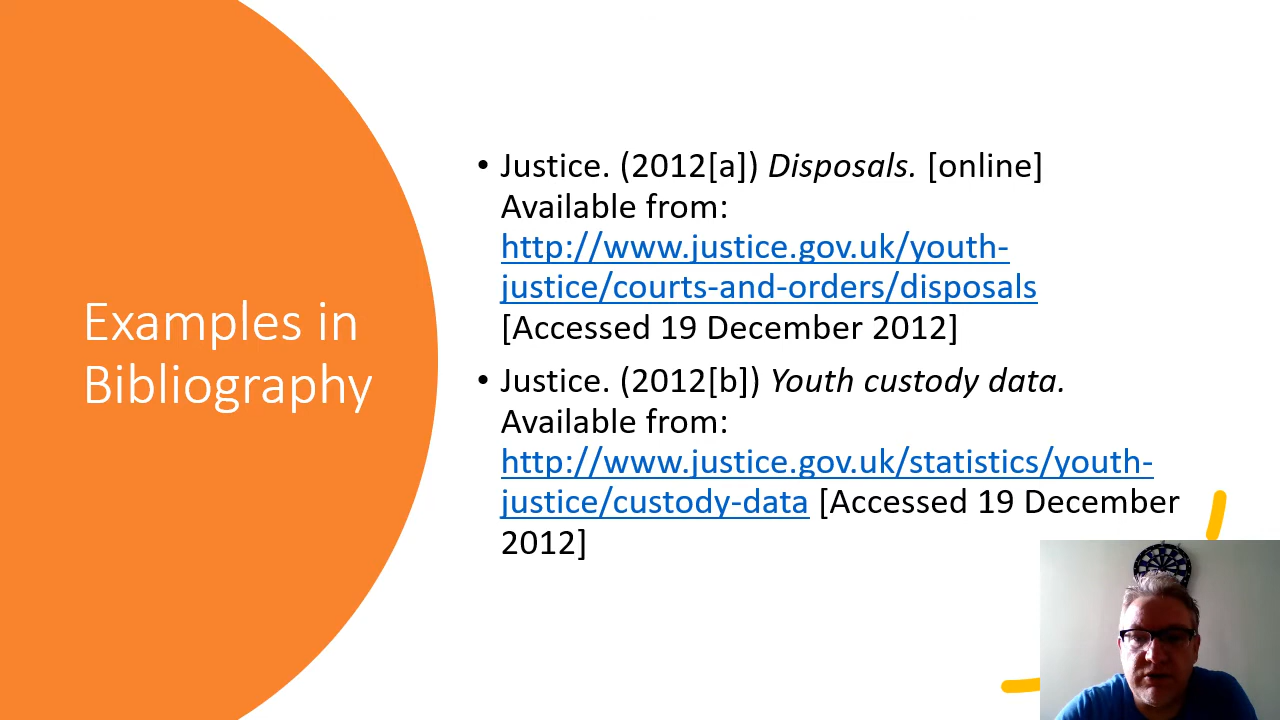 Examples in
Bibliography
• Justice. (2012[a]) Disposals. [online]
Available from:
http://www.justice.gov.uk/youth-
justice/courts-and-orders/disposals
[Accessed 19 December 2012]
• Justice. (2012[b]) Youth custody data.
Available from:
http://www.justice.gov.uk/statistics/youth-
justice/custody-data [Accessed 19 December
2012]